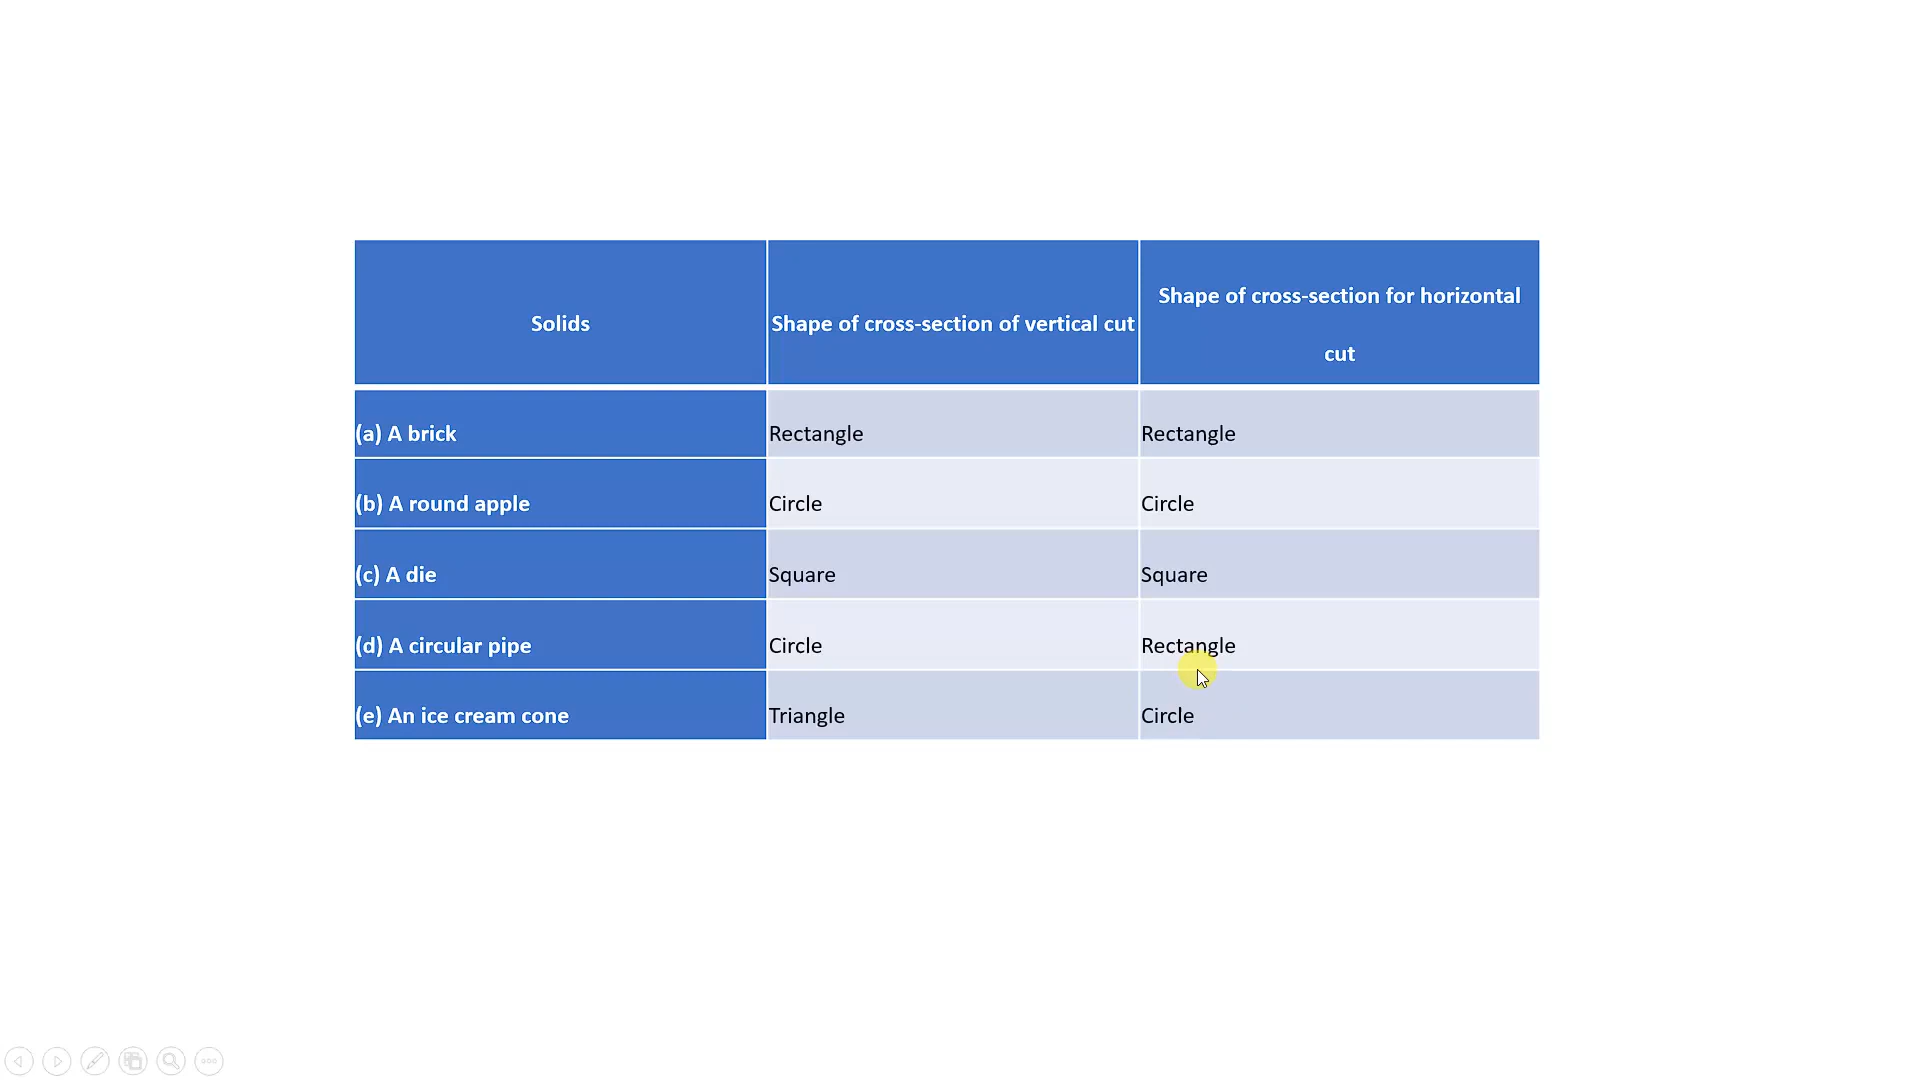 Solids
Shape of cross-section of vertical cut
Shape of cross-section for horizontal
cut
(a) A brick
Rectangle
Rectangle
(b) A round apple
Circle
Circle
(c) A die
Square
Square
(d) A circular pipe
Circle
Rectangle
(e) An ice cream cone
Triangle
Circle